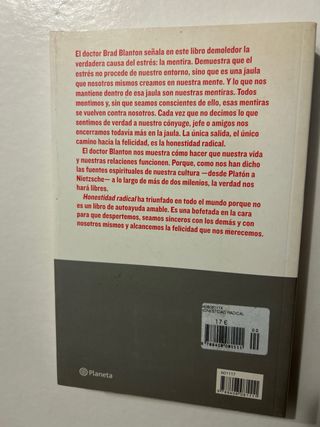 El doctor Brad Blanton señala en este libro demoledor la
verdadera causa del estrés: la mentira. Demuestra que el
estrés no procede de nuestro entorno, sino que es una jaula
que nosotros mismos creamos en nuestra mente. Y lo que nos
mantiene dentro de esa jaula son nuestras mentiras. Todos
mentimos y, sin que seamos conscientes de ello, esas mentiras
se vuelven contra nosotros. Cada vez que no decimos lo que
sentimos de verdad a nuestro cónyuge, jefe o amigos nos
encerramos todavía más en la jaula. La única salida, el único
camino hacia la felicidad, es la honestidad radical.
El doctor Blanton nos muestra cómo hacer que nuestra vida
y nuestras relaciones funcionen. Porque, como nos han dicho
las fuentes espirituales de nuestra cultura —desde Platón a
Nietzsche— a lo largo de más de dos milenios, la verdad nos
hará libres.
Honestidad radical ha triunfado en todo el mundo porque no
es un libro de autoayuda amable. Es una bofetada en la cara
para que despertemos, seamos sinceros con los demás y con
nosotros mismos y alcancemos la felicidad que nos merecemos.
HONESTIDAD RADICAL
17 E
Planeta